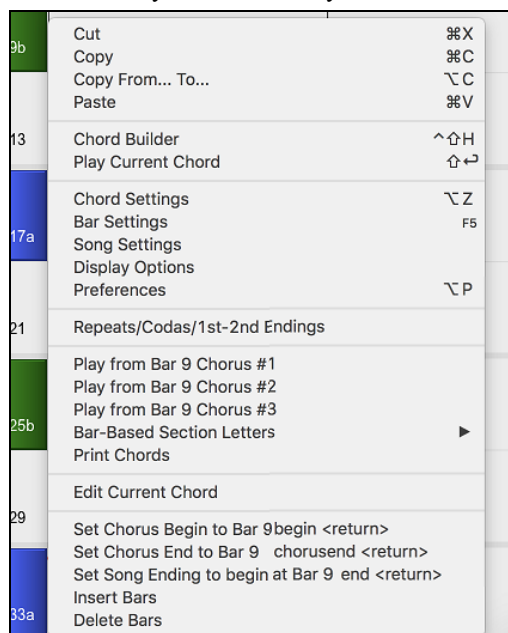 9b
Cut ⌘X
Copy ⌘C
Copy From... To... ⌥C
Paste ⌘V
13
Chord Builder ^⇧H
Play Current Chord ⇧↩
Chord Settings ⌥Z
17a
Bar Settings F5
Song Settings
Display Options
Preferences ⌥P
21
Repeats/Codas/1st-2nd Endings
Play from Bar 9 Chorus #1
Play from Bar 9 Chorus #2
Play from Bar 9 Chorus #3
25b
Bar-Based Section Letters ▶
Print Chords
Edit Current Chord
29
Set Chorus Begin to Bar 9begin <return>
Set Chorus End to Bar 9 chorusend <return>
Set Song Ending to begin at Bar 9 end <return>
Insert Bars
33a
Delete Bars